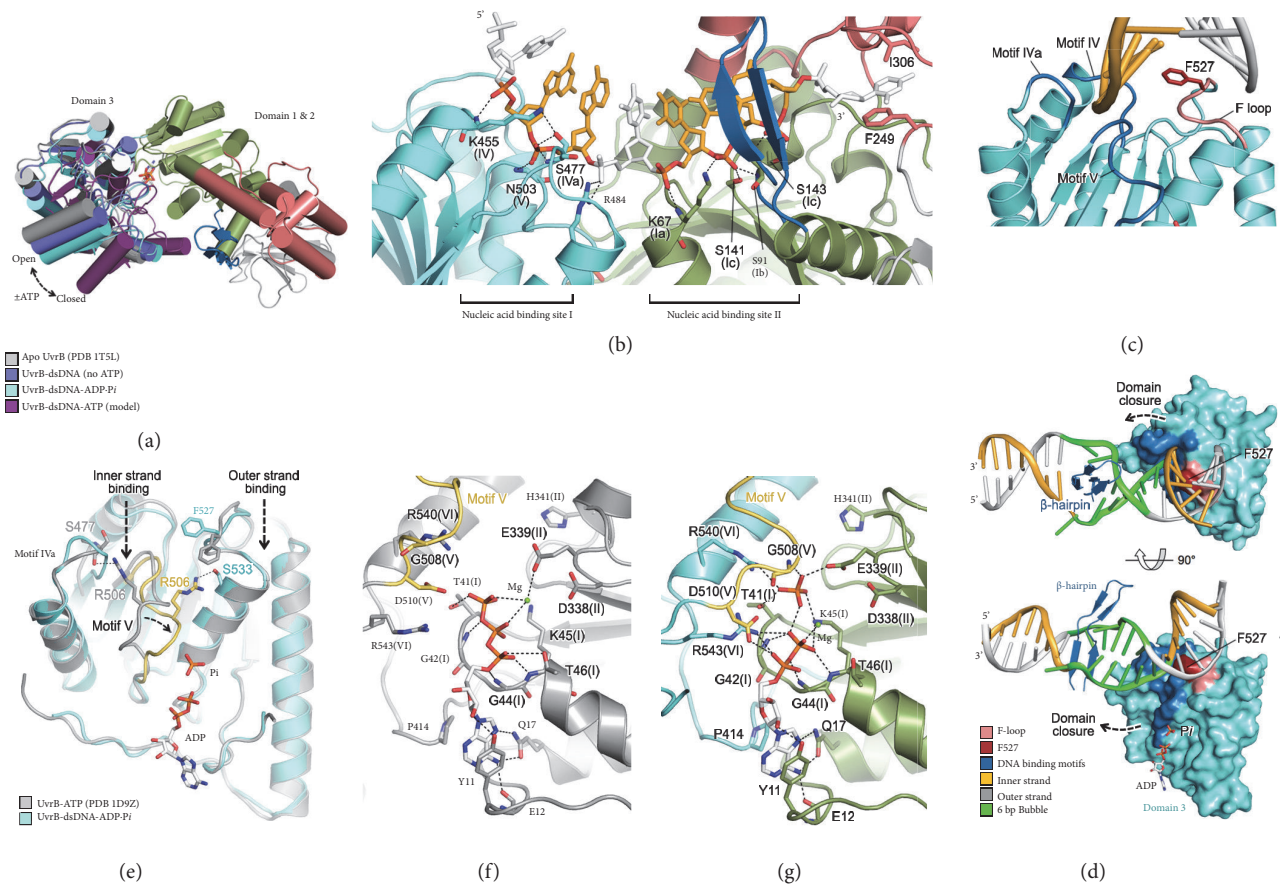 Domain 3
Domain 1 & 2
Open
±ATP
Closed
Apo UvrB (PDB 1T5L)
UvrB-dsDNA (no ATP)
UvrB-dsDNA-ADP-Pi
UvrB-dsDNA-ATP (model)
(a)
5′
K455
(IV)
N503
(V)
S477
(IVa)
R484
K67
(Ia)
S141
(Ic)
S91
(Ib)
S143
(Ic)
3′
I306
F249
Nucleic acid binding site I
Nucleic acid binding site II
(b)
Motif IVa
Motif IV
F527
F loop
Motif V
(c)
Domain
closure
F527
3′
5′
β-hairpin
90°
β-hairpin
5′
3′
F527
Domain
closure
Pi
ADP
Domain 3
F-loop
F527
DNA binding motifs
Inner strand
Outer strand
6 bp Bubble
(d)
Inner strand
binding
Outer strand
binding
S477
F527
Motif IVa
R506
R506
S533
Motif V
Pi
ADP
UvrB-ATP (PDB 1D9Z)
UvrB-dsDNA-ADP-Pi
(e)
Motif V
H341(II)
R540(VI)
E339(II)
G508(V)
T41(I)
Mg
D510(V)
D338(II)
K45(I)
R543(VI)
G42(I)
T46(I)
G44(I)
P414
Q17
Y11
E12
(f)
Motif V
H341(II)
R540(VI)
G508(V)
E339(II)
D510(V)
T41(I)
D338(II)
K45(I)
Mg
R543(VI)
G42(I)
T46(I)
G44(I)
P414
Q17
Y11
E12
(g)